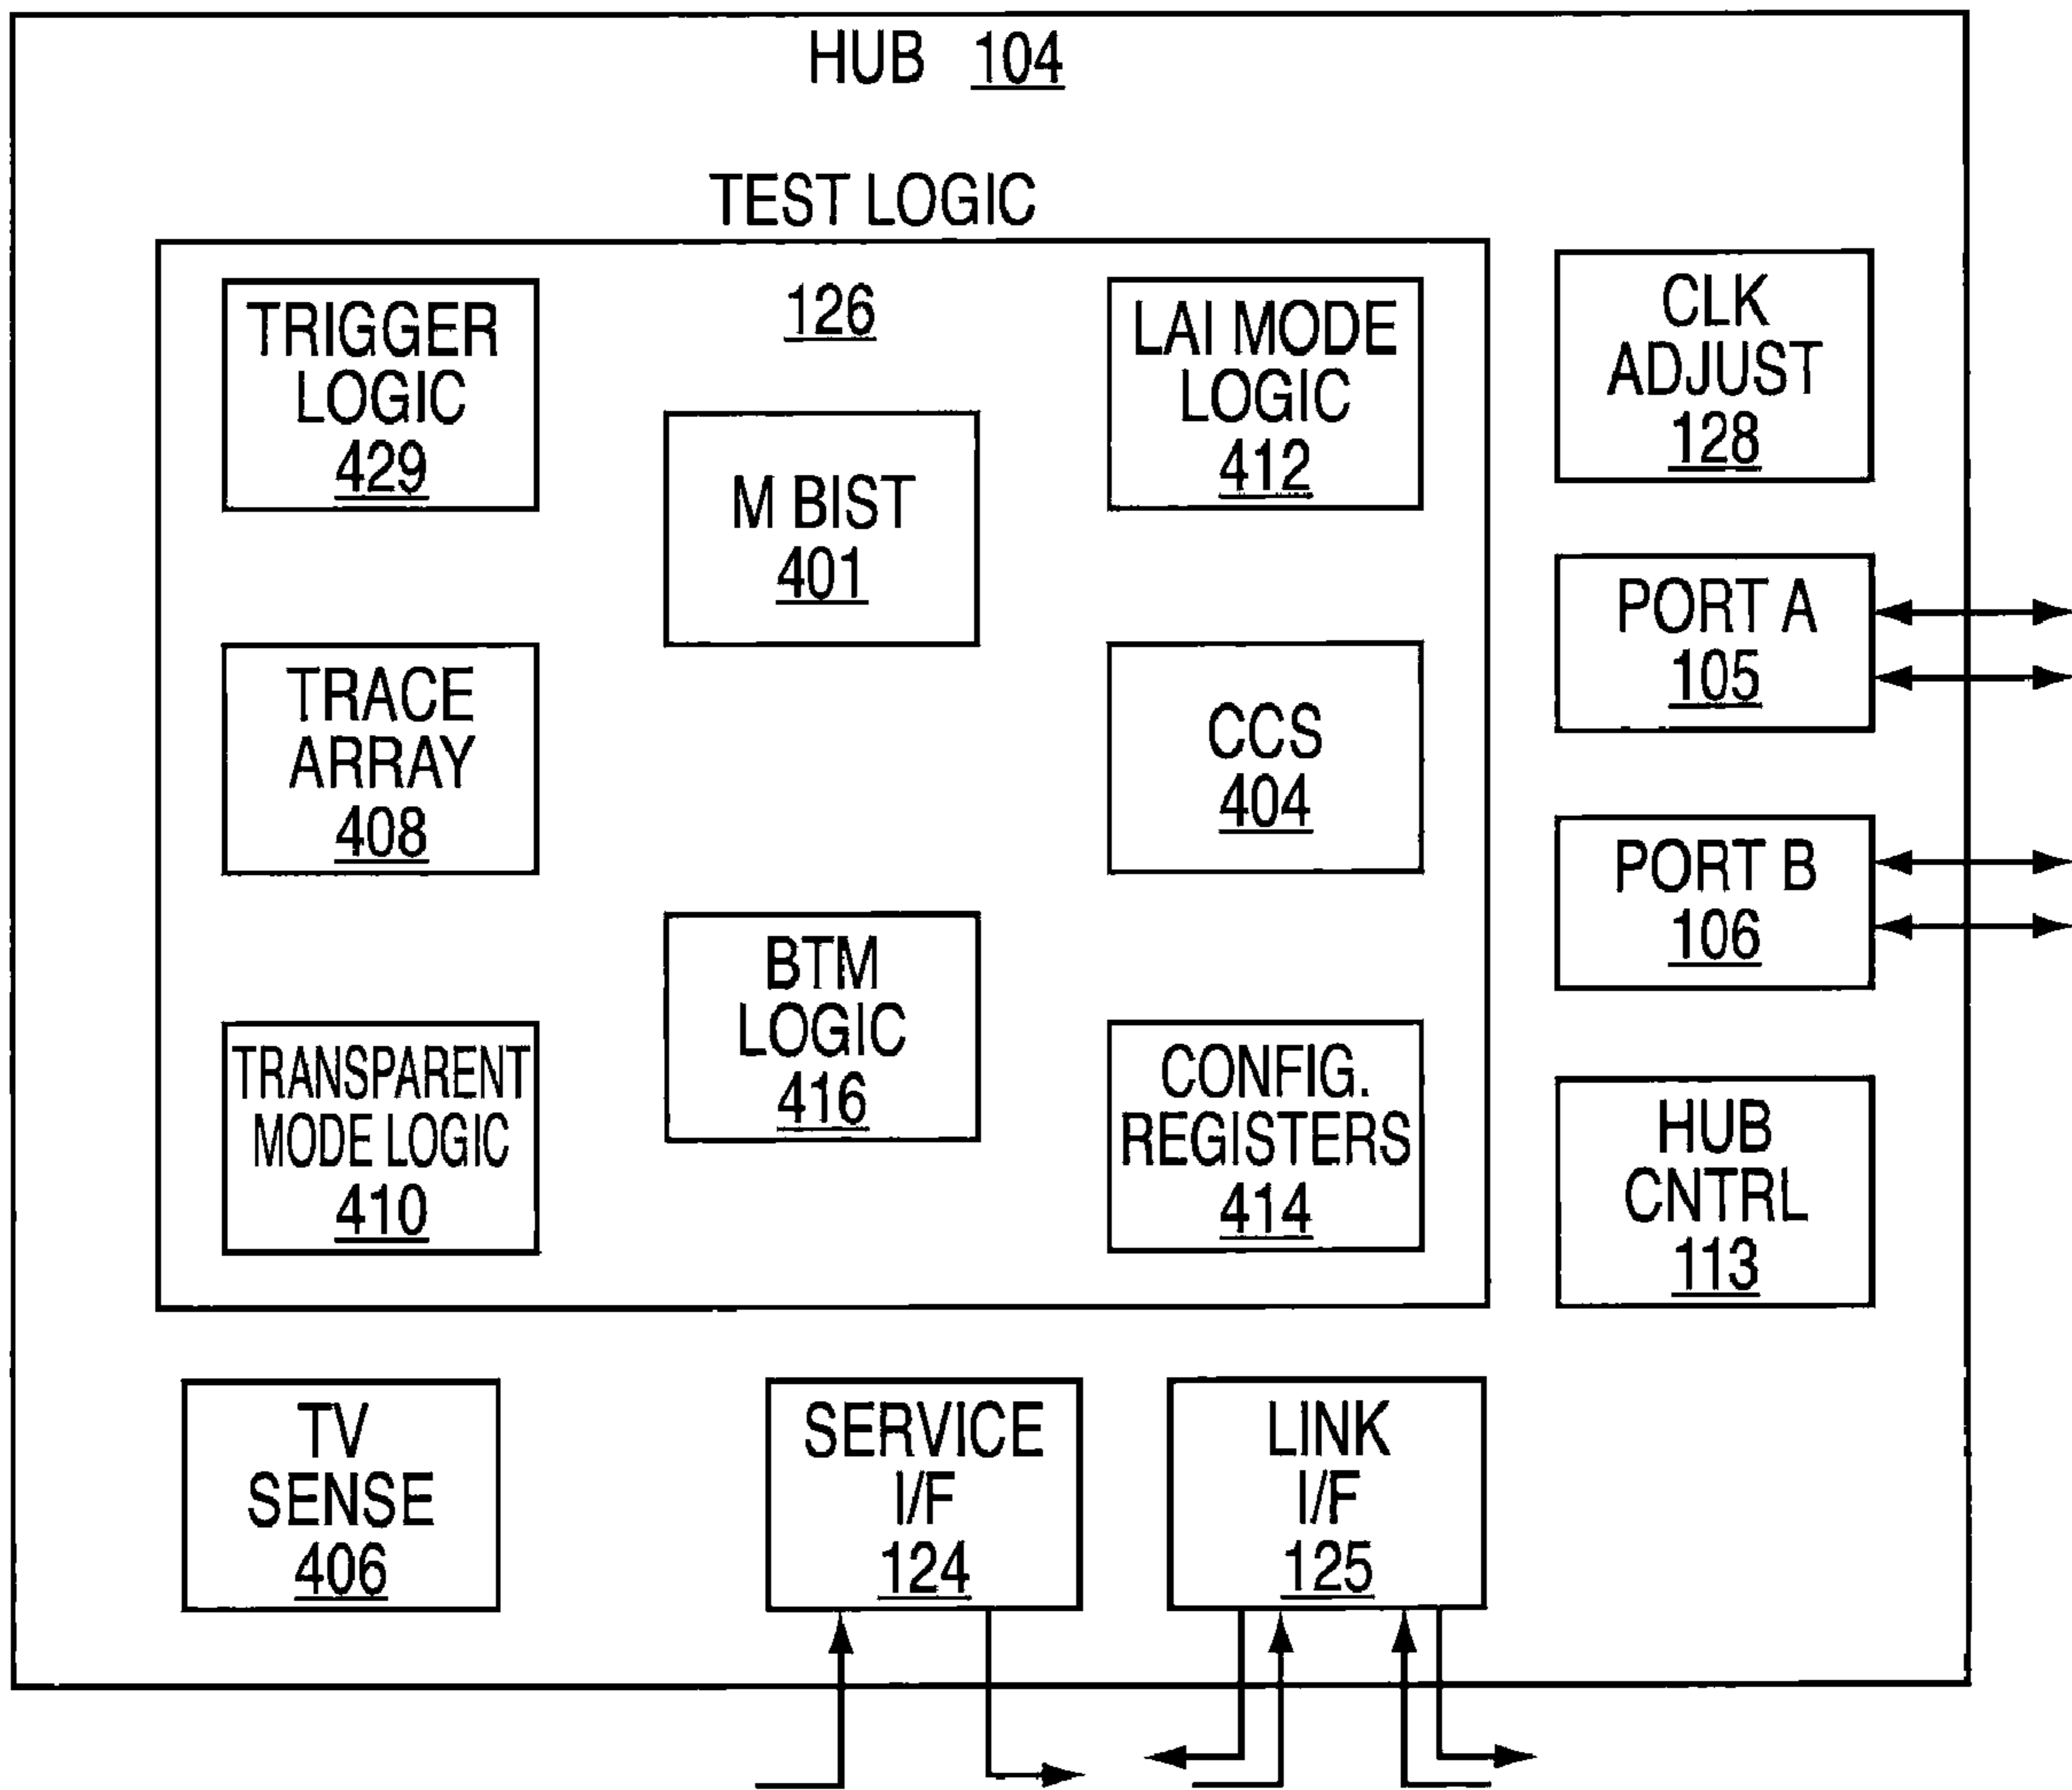 HUB 104
TEST LOGIC
126
TRIGGER
LOGIC
429
M BIST
401
LAI MODE
LOGIC
412
TRACE
ARRAY
408
CCS
404
BTM
LOGIC
416
TRANSPARENT
MODE LOGIC
410
CONFIG.
REGISTERS
414
CLK
ADJUST
128
PORT A
105
PORT B
106
HUB
CNTRL
113
TV
SENSE
406
SERVICE
I/F
124
LINK
I/F
125